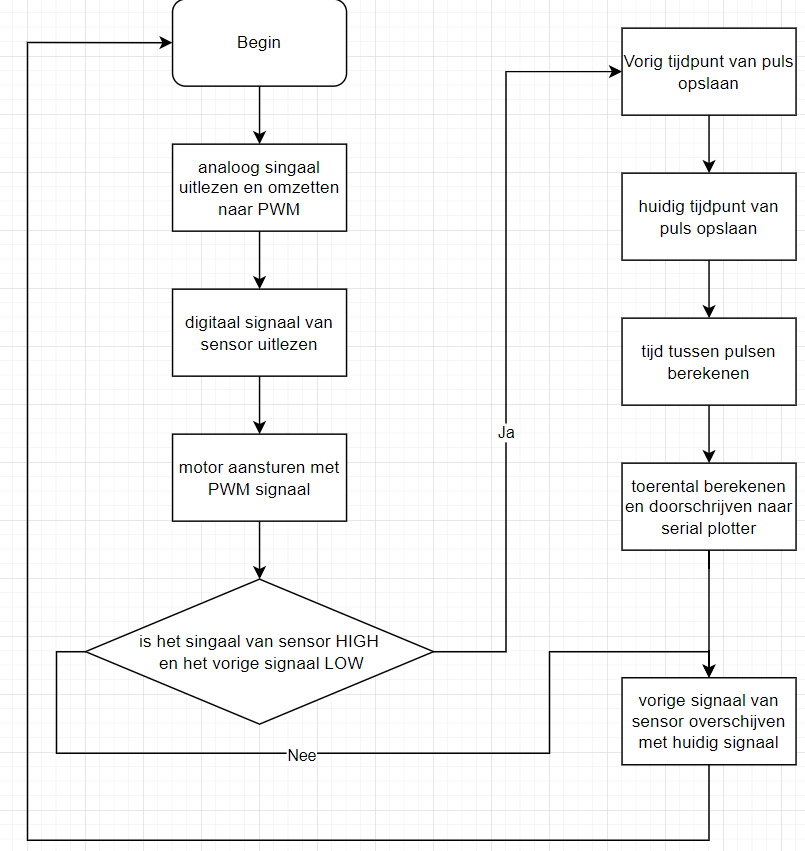 Begin
analoog singaal
uitlezen en omzetten
naar PWM
digitaal signaal van
sensor uitlezen
motor aansturen met
PWM signaal
is het singaal van sensor HIGH
en het vorige signaal LOW
Nee
Ja
Vorig tijdpunt van puls
opslaan
huidig tijdpunt van
puls opslaan
tijd tussen pulsen
berekenen
toerental berekenen
en doorschrijven naar
serial plotter
vorige signaal van
sensor overschijven
met huidig signaal